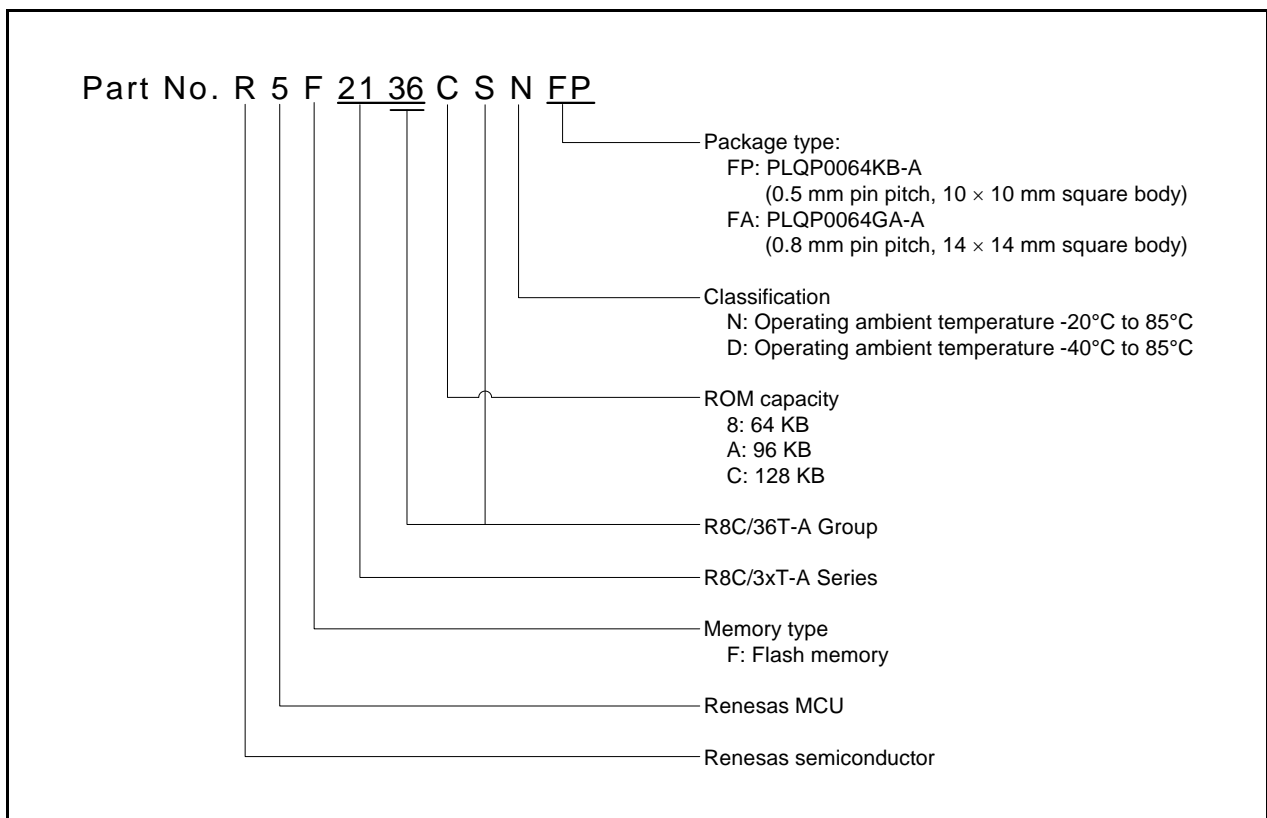 Part No. R 5 F 21 36 C S N FP
Package type:
FP: PLQP0064KB-A
(0.5 mm pin pitch, 10 × 10 mm square body)
FA: PLQP0064GA-A
(0.8 mm pin pitch, 14 × 14 mm square body)
Classification
N: Operating ambient temperature -20°C to 85°C
D: Operating ambient temperature -40°C to 85°C
ROM capacity
8: 64 KB
A: 96 KB
C: 128 KB
R8C/36T-A Group
R8C/3xT-A Series
Memory type
F: Flash memory
Renesas MCU
Renesas semiconductor